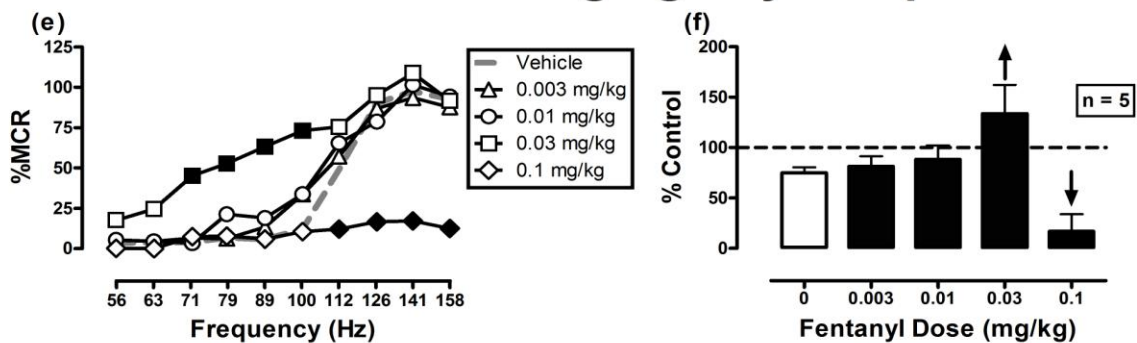 (e)
125
100
75
50
25
0
%MCR
56 63 71 79 89 100 112 126 141 158
Frequency (Hz)
Vehicle
0.003 mg/kg
0.01 mg/kg
0.03 mg/kg
0.1 mg/kg
(f)
200
150
100
50
0
% Control
n = 5
0 0.003 0.01 0.03 0.1
Fentanyl Dose (mg/kg)